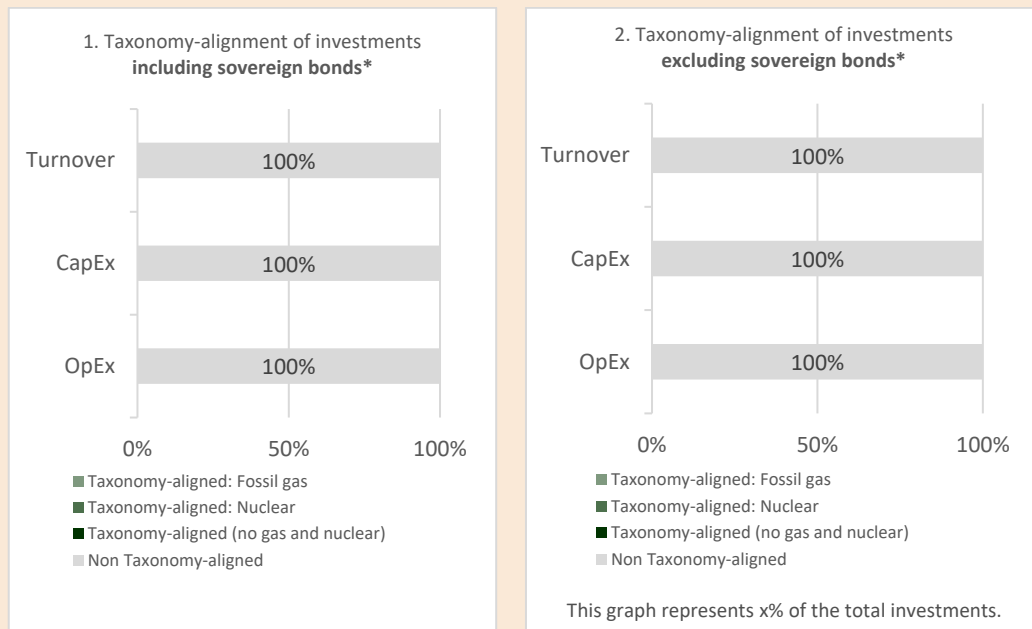 1. Taxonomy-alignment of investments
including sovereign bonds*
Turnover
100%
CapEx
100%
OpEx
100%
0%
50%
100%
Taxonomy-aligned: Fossil gas
Taxonomy-aligned: Nuclear
Taxonomy-aligned (no gas and nuclear)
Non Taxonomy-aligned
2. Taxonomy-alignment of investments
excluding sovereign bonds*
Turnover
100%
CapEx
100%
OpEx
100%
0%
50%
100%
Taxonomy-aligned: Fossil gas
Taxonomy-aligned: Nuclear
Taxonomy-aligned (no gas and nuclear)
Non Taxonomy-aligned
This graph represents x% of the total investments.